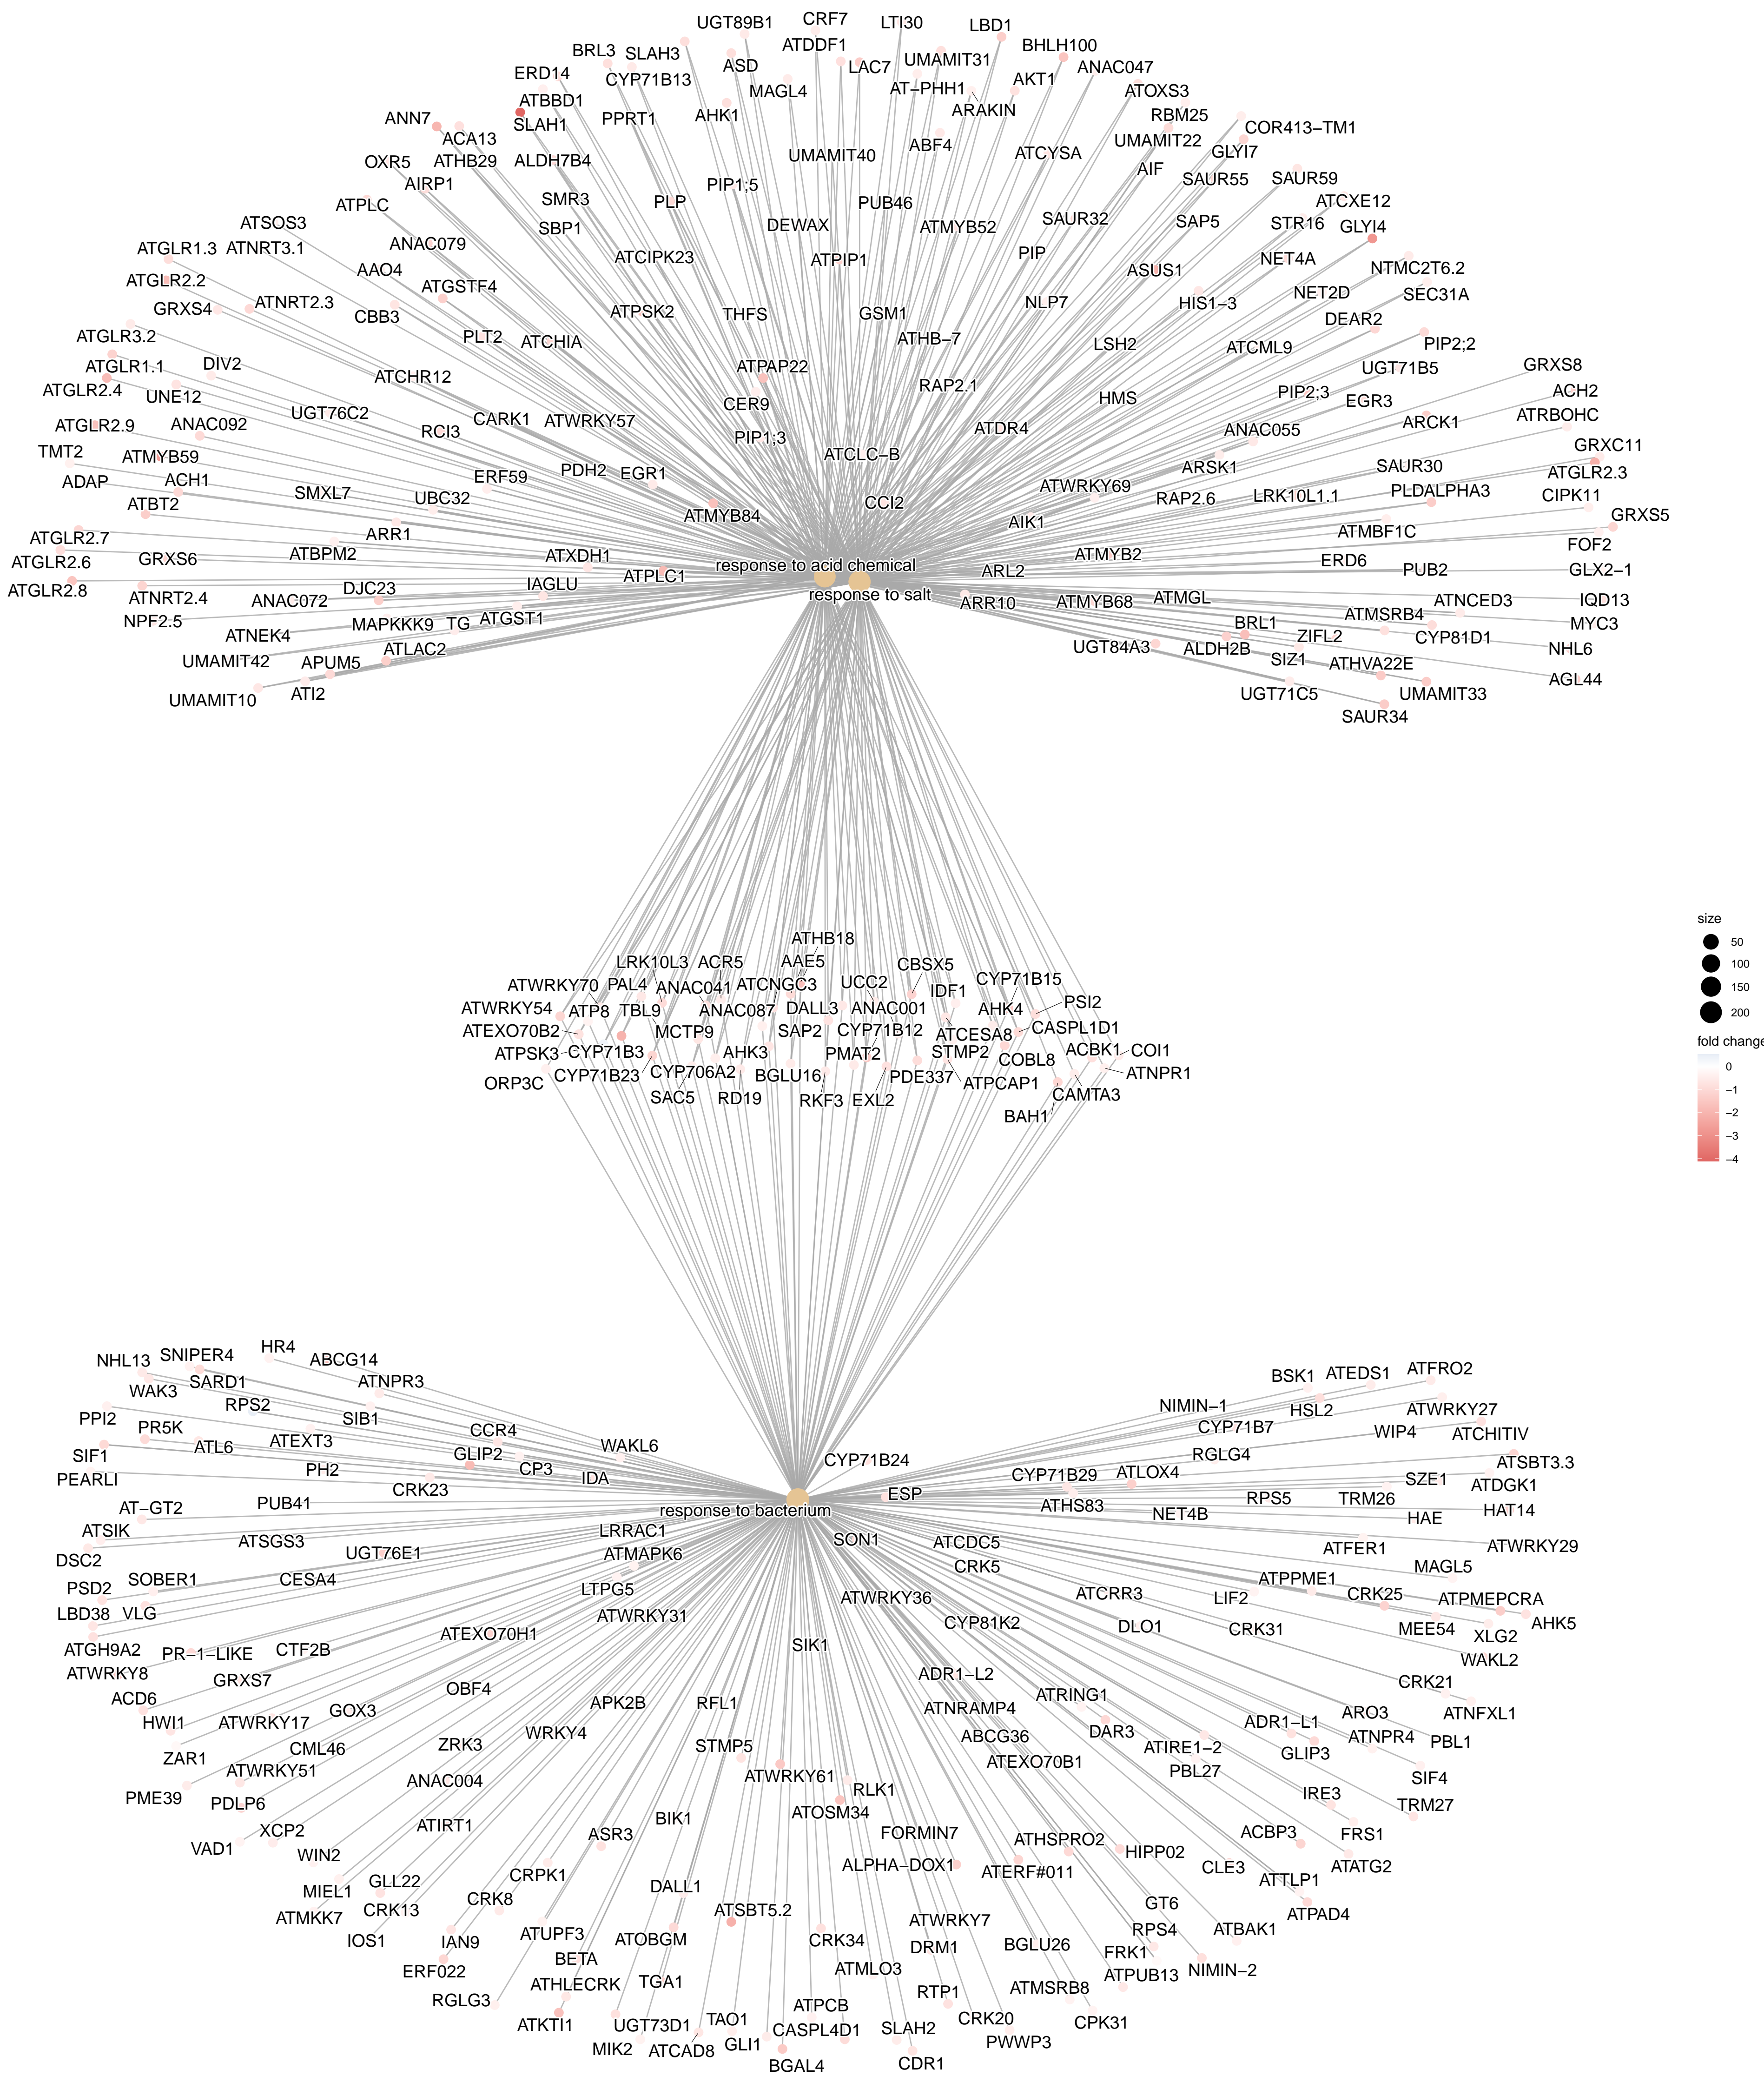 UGT89B1
CRF7
LTI30
LBD1
BRL3
SLAH3
ATDDF1
BHLH100
ASD
LAC7
UMAMIT31
ANAC047
ERD14
CYP71B13
AKT1
MAGL4
AT−PHH1
ATOXS3
ATBBD1
ARAKIN
ANN7
SLAH1
PPRT1
AHK1
RBM25
COR413−TM1
ACA13
UMAMIT22
ABF4
GLYI7
OXR5
ATHB29
ALDH7B4
UMAMIT40
ATCYSA
AIF
AIRP1
PIP1;5
SAUR55
SAUR59
ATPLC
SMR3
PLP
PUB46
ATCXE12
ATSOS3
SBP1
DEWAX
ATMYB52
SAUR32
SAP5
STR16
GLYI4
ATGLR1.3
ATNRT3.1
ANAC079
ATCIPK23
ATPIP1
PIP
NET4A
AAO4
ASUS1
NTMC2T6.2
ATGLR2.2
ATGSTF4
NET2D
SEC31A
GRXS4
ATNRT2.3
CBB3
ATPSK2
THFS
GSM1
NLP7
HIS1−3
DEAR2
ATGLR3.2
PLT2
ATCHIA
ATHB−7
LSH2
ATCML9
PIP2;2
ATGLR1.1
DIV2
ATPAP22
UGT71B5
GRXS8
ATGLR2.4
UNE12
ATCHR12
RAP2.1
PIP2;3
ACH2
CER9
HMS
EGR3
ATGLR2.9
ANAC092
UGT76C2
CARK1
ATWRKY57
ATRBOHC
RCI3
PIP1;3
ATDR4
ANAC055
ARCK1
TMT2
ATMYB59
ATCLC−B
GRXC11
ADAP
ACH1
ERF59
PDH2
EGR1
ARSK1
SAUR30
ATGLR2.3
SMXL7
UBC32
ATWRKY69
RAP2.6
LRK10L1.1
PLDALPHA3
CIPK11
ATBT2
ATMYB84
CCI2
AIK1
GRXS5
ATGLR2.7
ARR1
ATMBF1C
ATGLR2.6
GRXS6
ATBPM2
ATXDH1
ATMYB2
FOF2
response to acid chemical
ERD6
ATPLC1
ARL2
PUB2
GLX2−1
ATGLR2.8
ATNRT2.4
DJC23
IAGLU
response to salt
ANAC072
ARR10
ATMYB68
ATMGL
ATNCED3
IQD13
NPF2.5
MAPKKK9
TG
ATGST1
ATMSRB4
MYC3
ATNEK4
BRL1
ZIFL2
CYP81D1
ATLAC2
UGT84A3
ALDH2B
NHL6
UMAMIT42
APUM5
SIZ1
ATHVA22E
AGL44
UMAMIT10
ATI2
UGT71C5
UMAMIT33
SAUR34
ATHB18
size
LRK10L3
ACR5
AAE5
CBSX5
50
ATWRKY70
PAL4
ANAC041
ATCNGC3
UCC2
IDF1
CYP71B15
100
ATWRKY54
ATP8
TBL9
ANAC087
DALL3
ANAC001
AHK4
PSI2
150
ATEXO70B2
MCTP9
SAP2
CYP71B12
ATCESA8
CASPL1D1
200
ATPSK3
CYP71B3
AHK3
PMAT2
STMP2
COBL8
ACBK1
COI1
fold change
ORP3C
CYP71B23
CYP706A2
BGLU16
PDE337
ATPCAP1
ATNPR1
0
SAC5
RD19
RKF3
EXL2
CAMTA3
−1
BAH1
−2
−3
−4
NHL13
SNIPER4
HR4
ABCG14
BSK1
ATEDS1
ATFRO2
WAK3
SARD1
ATNPR3
NIMIN−1
HSL2
ATWRKY27
PPI2
RPS2
SIB1
CYP71B7
WIP4
ATCHITIV
SIF1
PR5K
ATL6
ATEXT3
CCR4
WAKL6
RGLG4
ATSBT3.3
PEARLI
PH2
GLIP2
CP3
IDA
CYP71B24
CYP71B29
ATLOX4
SZE1
ATDGK1
AT−GT2
PUB41
CRK23
ESP
ATHS83
RPS5
TRM26
HAT14
ATSIK
response to bacterium
NET4B
HAE
DSC2
ATSGS3
LRRAC1
SON1
ATCDC5
ATFER1
ATWRKY29
UGT76E1
ATMAPK6
CRK5
MAGL5
PSD2
SOBER1
CESA4
LTPG5
ATCRR3
ATPPME1
LBD38
VLG
ATWRKY36
LIF2
CRK25
ATPMEPCRA
ATWRKY31
CYP81K2
DLO1
CRK31
MEE54
AHK5
ATGH9A2
PR−1−LIKE
CTF2B
ATEXO70H1
SIK1
XLG2
ATWRKY8
GRXS7
ADR1−L2
WAKL2
ACD6
OBF4
CRK21
HWI1
ATWRKY17
GOX3
APK2B
RFL1
ATNRAMP4
ATRING1
ARO3
ATNFXL1
ZAR1
CML46
ZRK3
WRKY4
STMP5
ABCG36
DAR3
ADR1−L1
ATNPR4
PBL1
ATWRKY51
ATEXO70B1
ATIRE1−2
GLIP3
PME39
ANAC004
ATWRKY61
PBL27
SIF4
PDLP6
RLK1
IRE3
TRM27
VAD1
XCP2
ATIRT1
BIK1
ATOSM34
FRS1
WIN2
ASR3
FORMIN7
ATHSPRO2
HIPP02
ACBP3
MIEL1
GLL22
CRPK1
ALPHA−DOX1
ATERF#011
CLE3
ATATG2
ATMKK7
CRK13
CRK8
DALL1
ATTLP1
IOS1
IAN9
ATUPF3
ATSBT5.2
ATWRKY7
GT6
ATPAD4
ERF022
BETA
ATOBGM
CRK34
DRM1
BGLU26
RPS4
ATBAK1
RGLG3
ATHLECRK
TGA1
ATMLO3
FRK1
NIMIN−2
ATKTI1
RTP1
ATMSRB8
ATPUB13
UGT73D1
TAO1
ATPCB
CRK20
CPK31
MIK2
ATCAD8
GLI1
CASPL4D1
SLAH2
PWWP3
BGAL4
CDR1